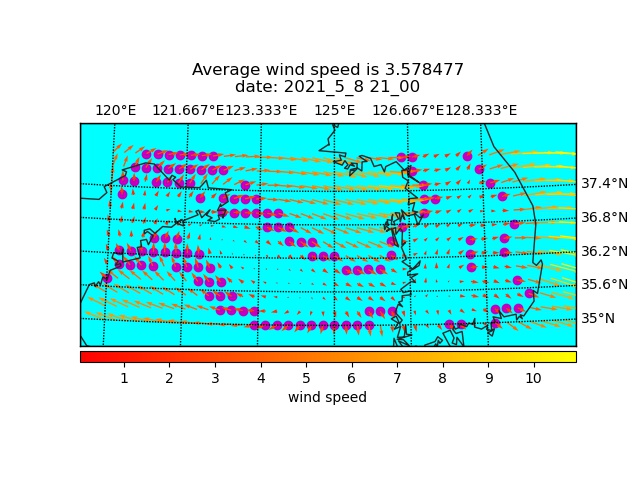 Average wind speed is 3.578477
date: 2021_5_8 21_00
120°E 121.667°E 123.333°E 125°E 126.667°E 128.333°E
37.4°N
36.8°N
36.2°N
35.6°N
35°N
1 2 3 4 5 6 7 8 9 10
wind speed